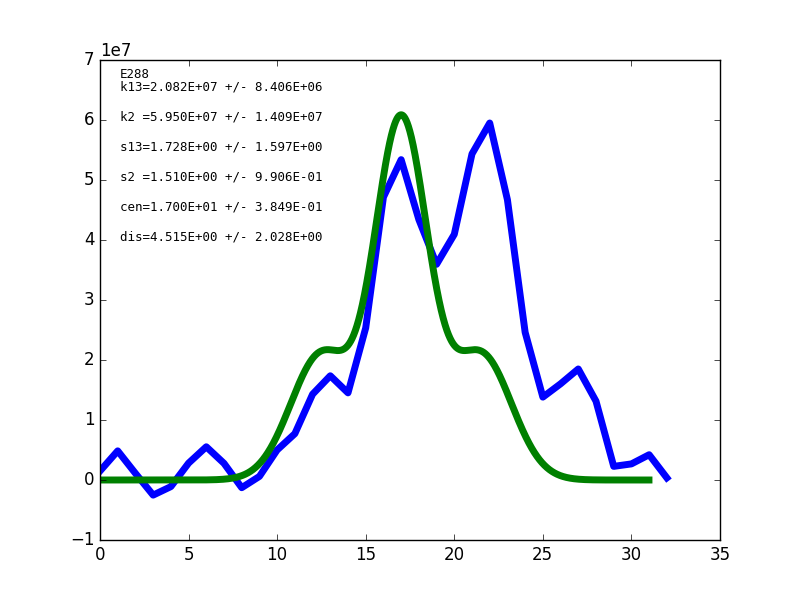 1e7
E288
k13=2.082E+07 +/- 8.406E+06
k2 =5.950E+07 +/- 1.409E+07
s13=1.728E+00 +/- 1.597E+00
s2 =1.510E+00 +/- 9.906E-01
cen=1.700E+01 +/- 3.849E-01
dis=4.515E+00 +/- 2.028E+00
7
6
5
4
3
2
1
0
−1
0 5 10 15 20 25 30 35